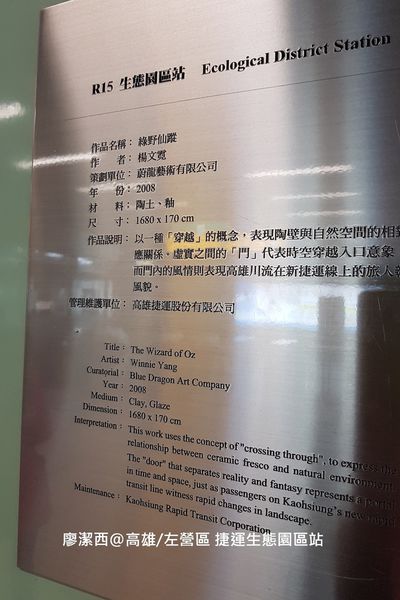 R15 生態園區站 Ecological District Station
作品名稱： 綠野仙蹤
作 者： 楊文霓
策劃單位： 蔚龍藝術有限公司
年 份： 2008
材 料： 陶土、釉
尺 寸： 1680 x 170 cm
作品說明： 以一種「穿越」的概念，表現陶壁與自然空間的相對
應關係。虛實之間的「門」代表時空穿越入口意象，
而門內的風情則表現高雄川流在新捷運線上的旅人
風貌。
管理維護單位： 高雄捷運股份有限公司
Title： The Wizard of Oz
Artist： Winnie Yang
Curatorial： Blue Dragon Art Company
Year： 2008
Medium： Clay, Glaze
Dimension： 1680 x 170 cm
Interpretation： This work uses the concept of "crossing through", to express the
relationship between ceramic fresco and natural environment.
The "door" that separates reality and fantasy represents a portal
in time and space, just as passengers on Kaohsiung's new rapid
transit line witness rapid changes in landscape.
Maintenance： Kaohsiung Rapid Transit Corporation
廖潔西@高雄/左營區 捷運生態園區站